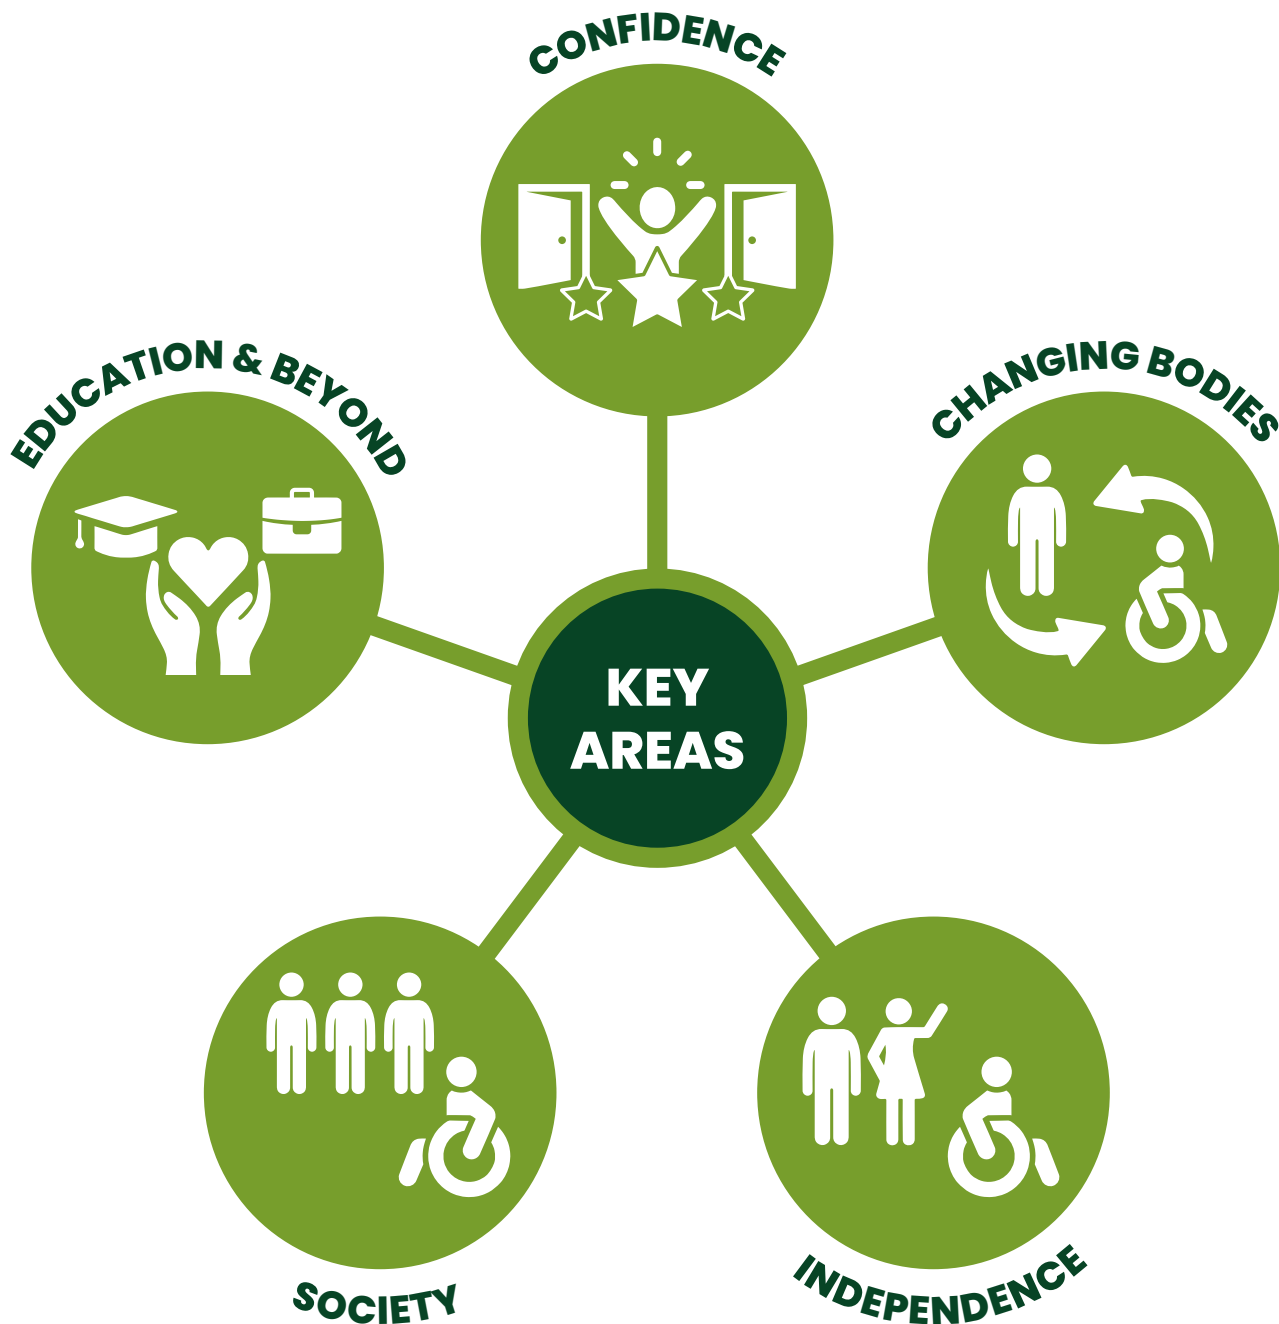 CONFIDENCE
EDUCATION & BEYOND
CHANGING BODIES
KEY
AREAS
SOCIETY
INDEPENDENCE